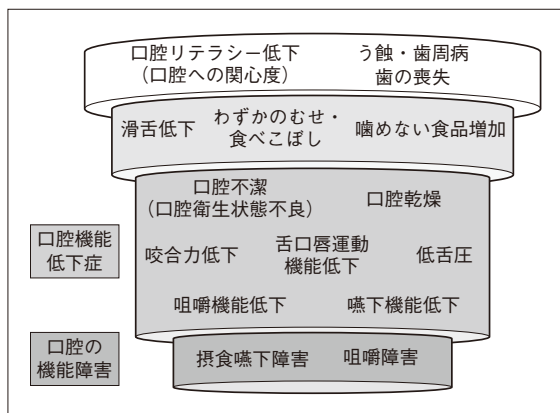 口腔リテラシー低下
(口腔への関心度)
う蝕・歯周病
歯の喪失
滑舌低下
わずかのむせ・
食べこぼし
噛めない食品増加
口腔不潔
(口腔衛生状態不良)
口腔乾燥
口腔機能
低下症
咬合力低下
舌口唇運動
機能低下
低舌圧
咀嚼機能低下
嚥下機能低下
口腔の
機能障害
摂食嚥下障害
咀嚼障害